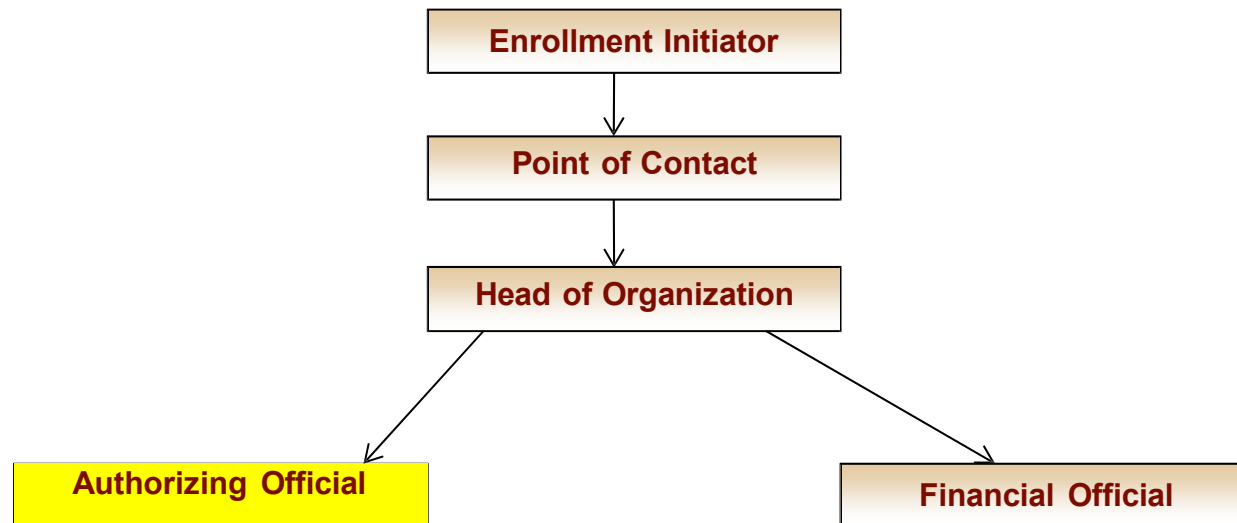 Enrollment Initiator
Point of Contact
Head of Organization
Authorizing Official
Financial Official